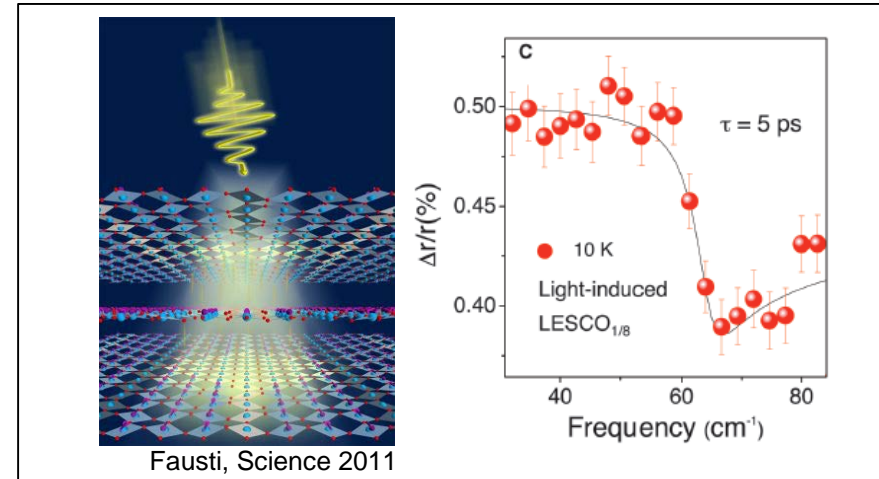 C
τ = 5 ps
10 K
Light-induced
LESCO1/8
Δr/r(%)
0.50
0.45
0.40
40
60
80
Frequency (cm-1)
Fausti, Science 2011